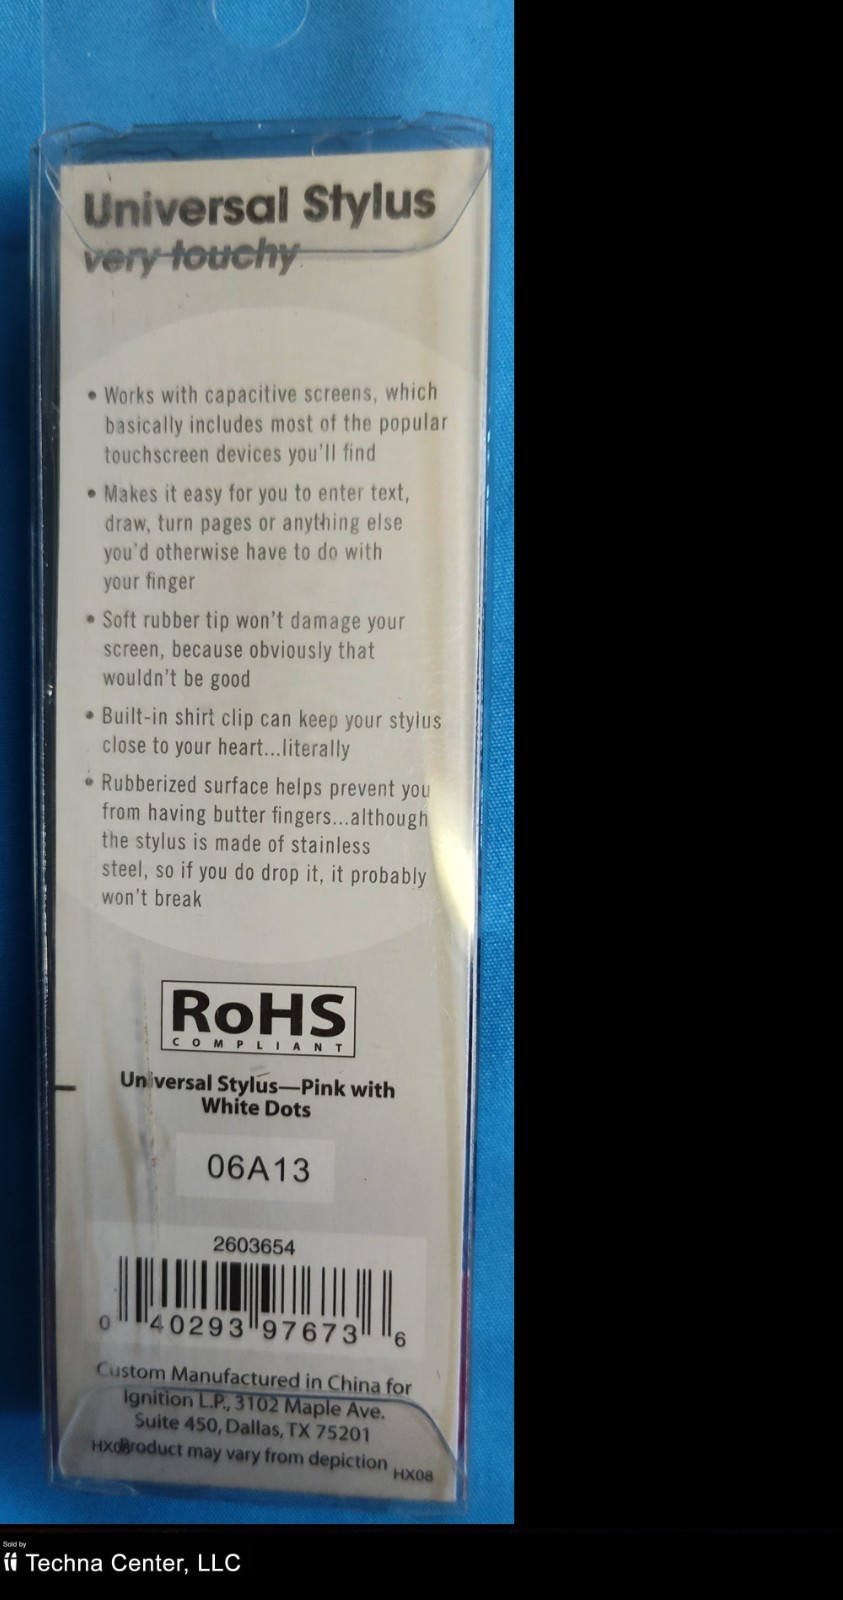 Universal Stylus
very touchy
• Works with capacitive screens, which
basically includes most of the popular
touchscreen devices you'll find
• Makes it easy for you to enter text,
draw, turn pages or anything else
you'd otherwise have to do with
your finger
• Soft rubber tip won't damage your
screen, because obviously that
wouldn't be good
• Built-in shirt clip can keep your stylus
close to your heart...literally
• Rubberized surface helps prevent you
from having butter fingers...although
the stylus is made of stainless
steel, so if you do drop it, it probably
won't break
RoHS
COMPLIANT
Universal Stylus—Pink with
White Dots
06A13
2603654
0 40293 97673 6
Custom Manufactured in China for
Ignition L.P., 3102 Maple Ave.
Suite 450, Dallas, TX 75201
HX08 Product may vary from depiction
HX08
Sold by
Techna Center, LLC